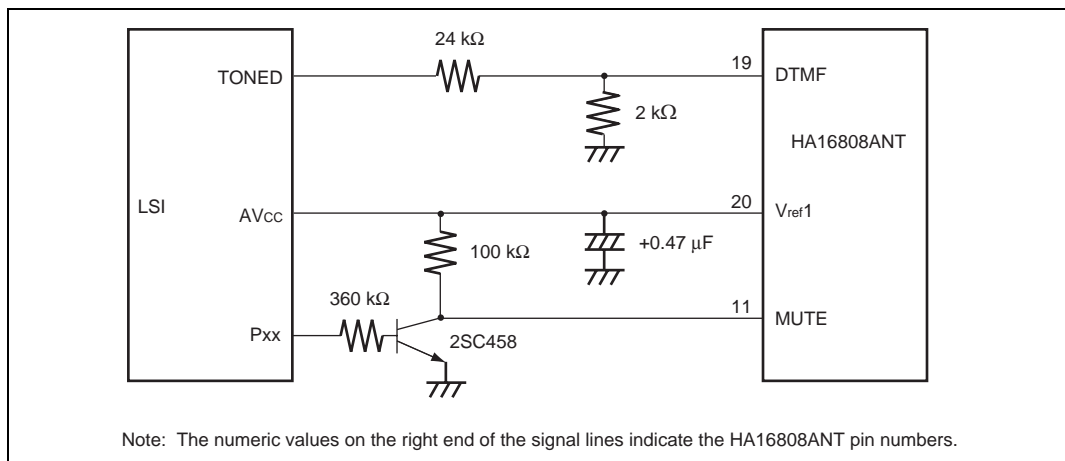 24 kΩ
TONED
19
DTMF
2 kΩ
HA16808ANT
LSI
AVcc
20
Vref1
100 kΩ
+0.47 μF
360 kΩ
11
MUTE
Pxx
2SC458
Note: The numeric values on the right end of the signal lines indicate the HA16808ANT pin numbers.